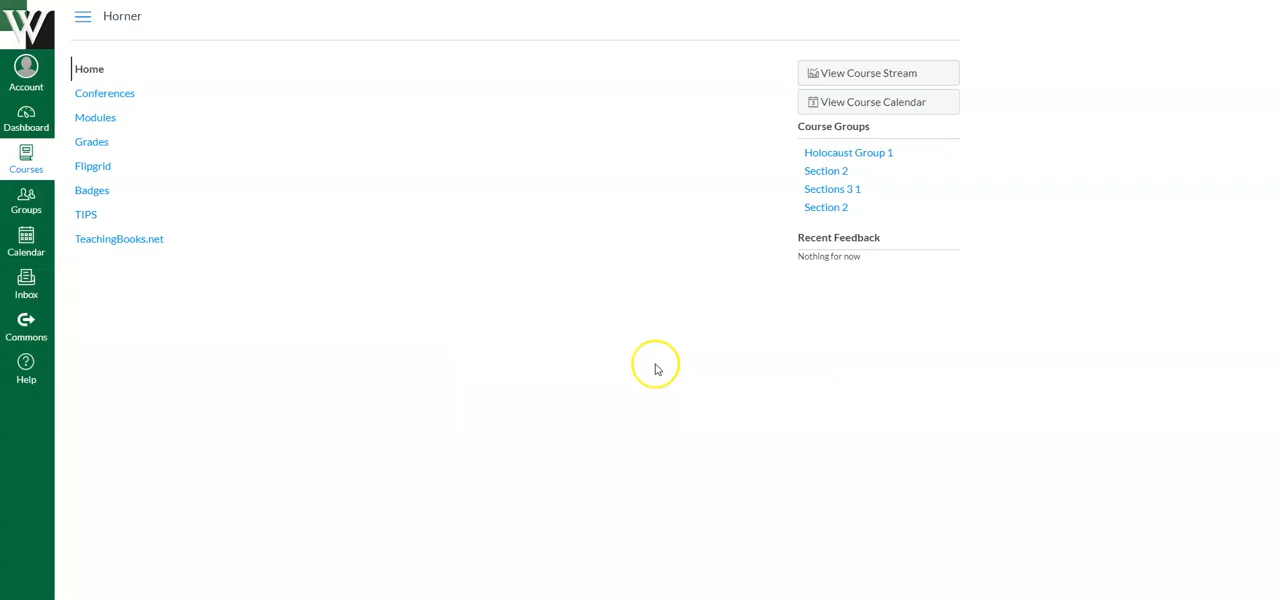 W
Horner
Account
Dashboard
Courses
Groups
Calendar
Inbox
Commons
Help
Home
Conferences
Modules
Grades
Flipgrid
Badges
TIPS
TeachingBooks.net
View Course Stream
View Course Calendar
Course Groups
Holocaust Group 1
Section 2
Sections 3 1
Section 2
Recent Feedback
Nothing for now